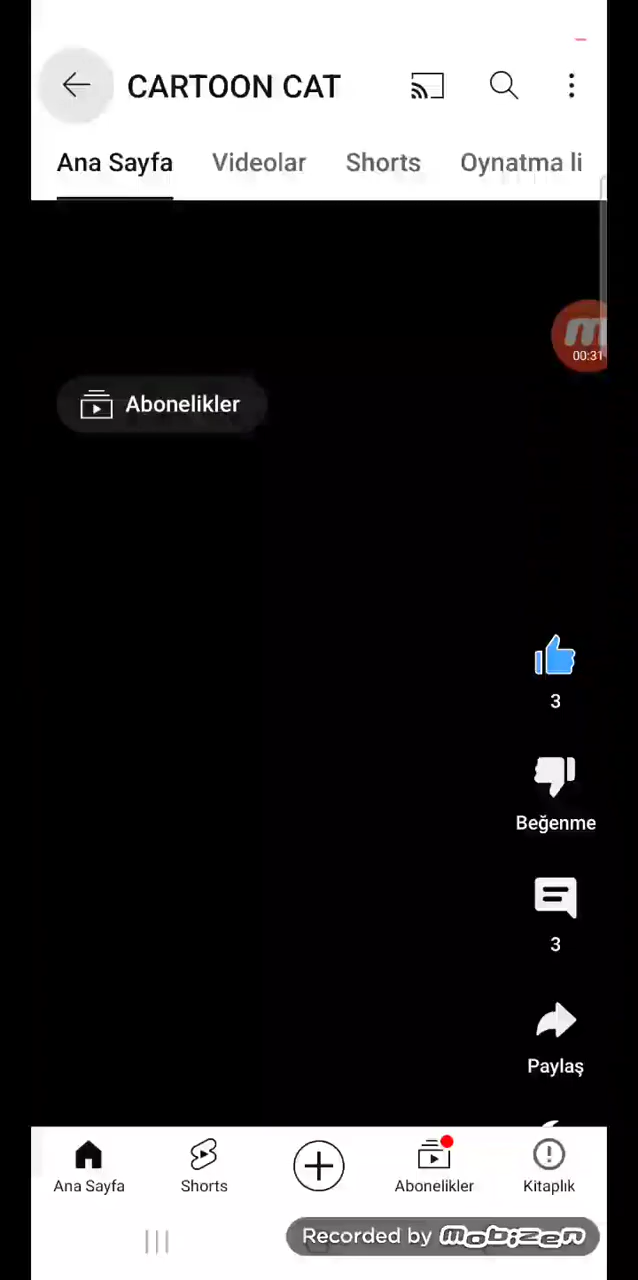 CARTOON CAT
Ana Sayfa Videolar Shorts Oynatma li
00:31
Abonelikler
3
Beğenme
3
Paylaş
Ana Sayfa Shorts Abonelikler Kitaplık
Recorded by mobizen